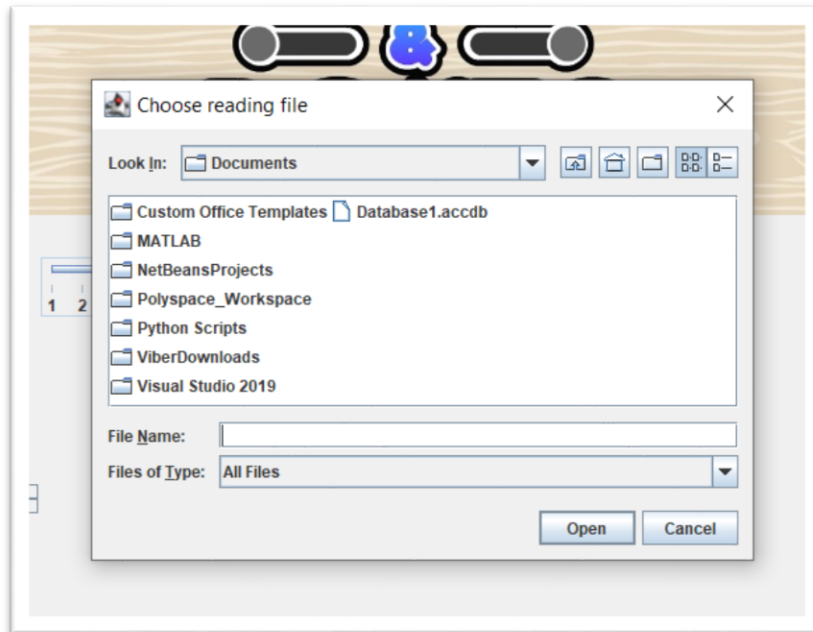 &
Choose reading file
Look In: Documents
Custom Office Templates Database1.accdb
MATLAB
NetBeansProjects
Polyspace_Workspace
Python Scripts
ViberDownloads
Visual Studio 2019
1 2
File Name:
Files of Type: All Files
Open Cancel